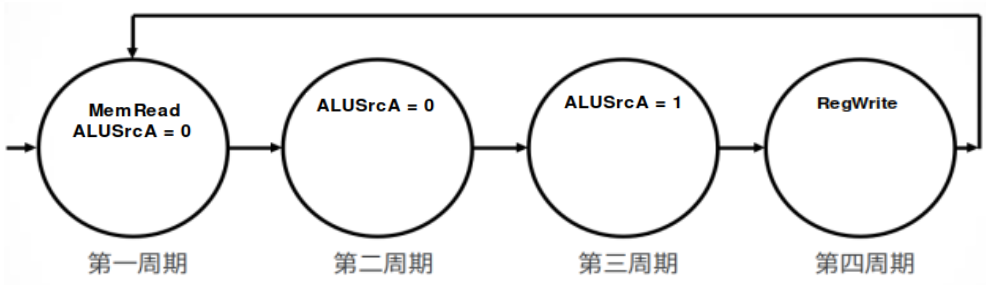 MemRead
ALUSrcA = 0
ALUSrcA = 0
ALUSrcA = 1
RegWrite
第一周期
第二周期
第三周期
第四周期